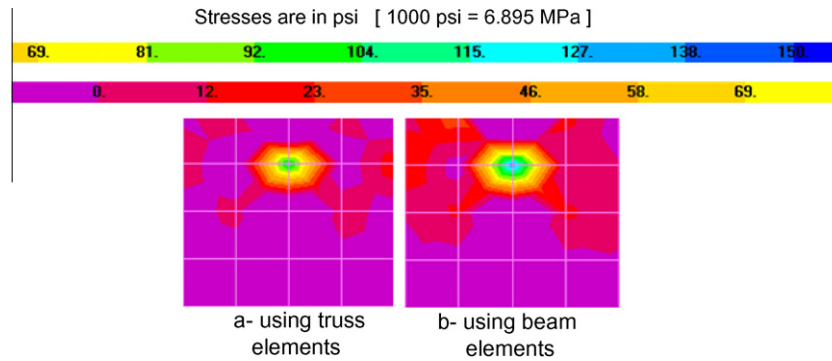 Stresses are in psi [ 1000 psi = 6.895 MPa ]
69. 81. 92. 104. 115. 127. 138. 150.
0. 12. 23. 35. 46. 58. 69.
a- using truss
elements
b- using beam
elements